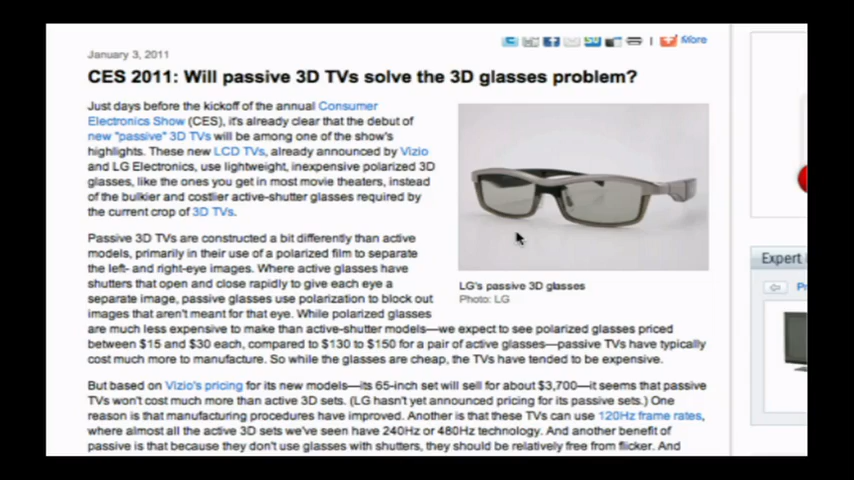 More
January 3, 2011
CES 2011: Will passive 3D TVs solve the 3D glasses problem?
Just days before the kickoff of the annual Consumer
Electronics Show (CES), it's already clear that the debut of
new "passive" 3D TVs will be among one of the show's
highlights. These new LCD TVs, already announced by Vizio
and LG Electronics, use lightweight, inexpensive polarized 3D
glasses, like the ones you get in most movie theaters, instead
of the bulkier and costlier active-shutter glasses required by
the current crop of 3D TVs.
LG's passive 3D glasses
Photo: LG
Passive 3D TVs are constructed a bit differently than active
models, primarily in their use of a polarized film to separate
the left- and right-eye images. Where active glasses have
shutters that open and close rapidly to give each eye a
separate image, passive glasses use polarization to block out
images that aren't meant for that eye. While polarized glasses
are much less expensive to make than active-shutter models—we expect to see polarized glasses priced
between $15 and $30 each, compared to $130 to $150 for a pair of active glasses—passive TVs have typically
cost much more to manufacture. So while the glasses are cheap, the TVs have tended to be expensive.
But based on Vizio's pricing for its new models—its 65-inch set will sell for about $3,700—it seems that passive
TVs won't cost much more than active 3D sets. (LG hasn't yet announced pricing for its passive sets.) One
reason is that manufacturing procedures have improved. Another is that these TVs can use 120Hz frame rates,
where almost all the active 3D sets we've seen have 240Hz or 480Hz technology. And another benefit of
passive is that because they don't use glasses with shutters, they should be relatively free from flicker. And
Expert